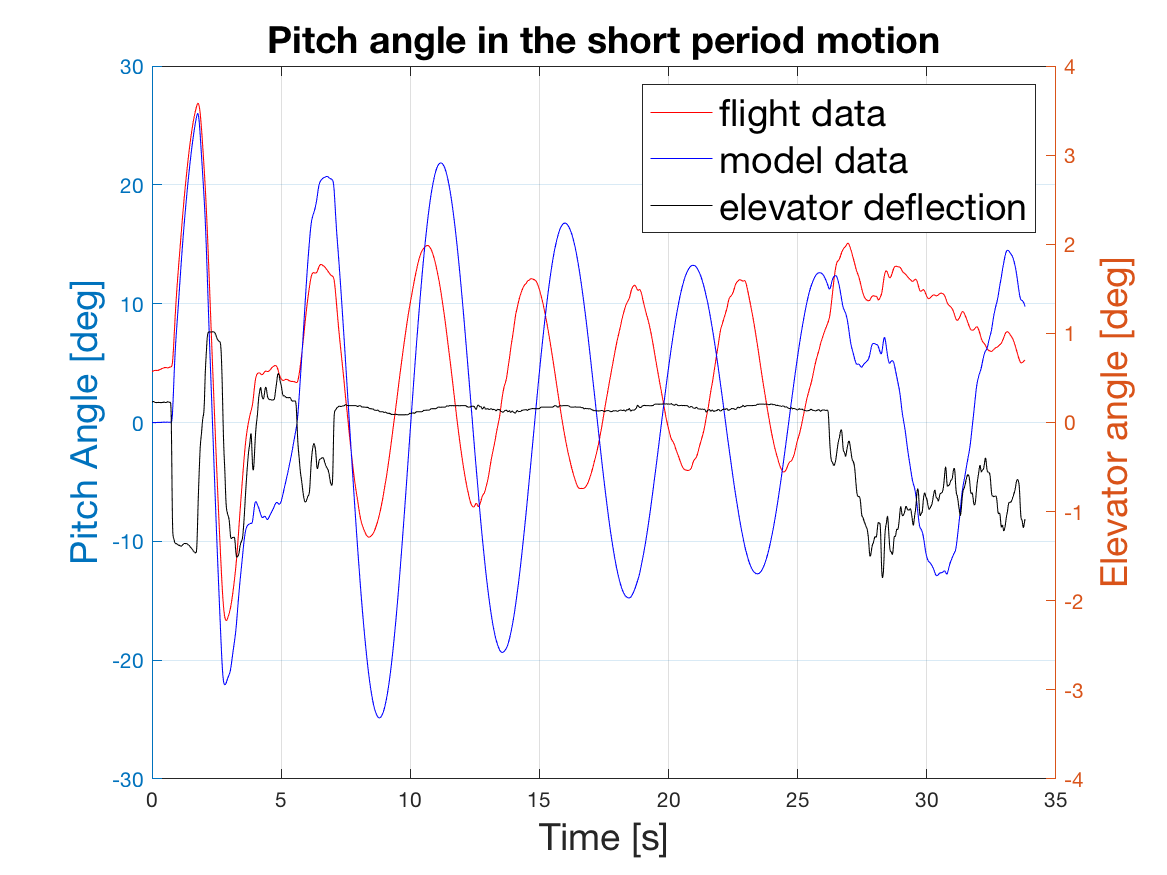 Pitch angle in the short period motion
30
20
10
0
-10
-20
-30
Pitch Angle [deg]
flight data
model data
elevator deflection
4
3
2
1
0
-1
-2
-3
-4
Elevator angle [deg]
0 5 10 15 20 25 30 35
Time [s]